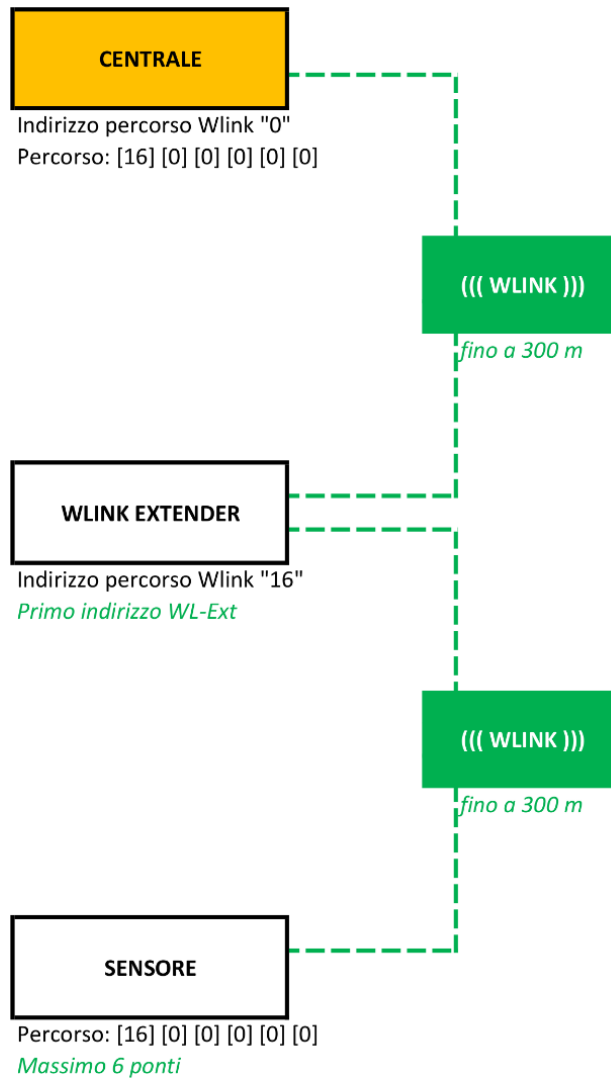 CENTRALE
Indirizzo percorso Wlink "0"
Percorso: [16] [0] [0] [0] [0] [0]
((( WLINK )))
fino a 300 m
WLINK EXTENDER
Indirizzo percorso Wlink "16"
Primo indirizzo WL-Ext
((( WLINK )))
fino a 300 m
SENSORE
Percorso: [16] [0] [0] [0] [0] [0]
Massimo 6 ponti